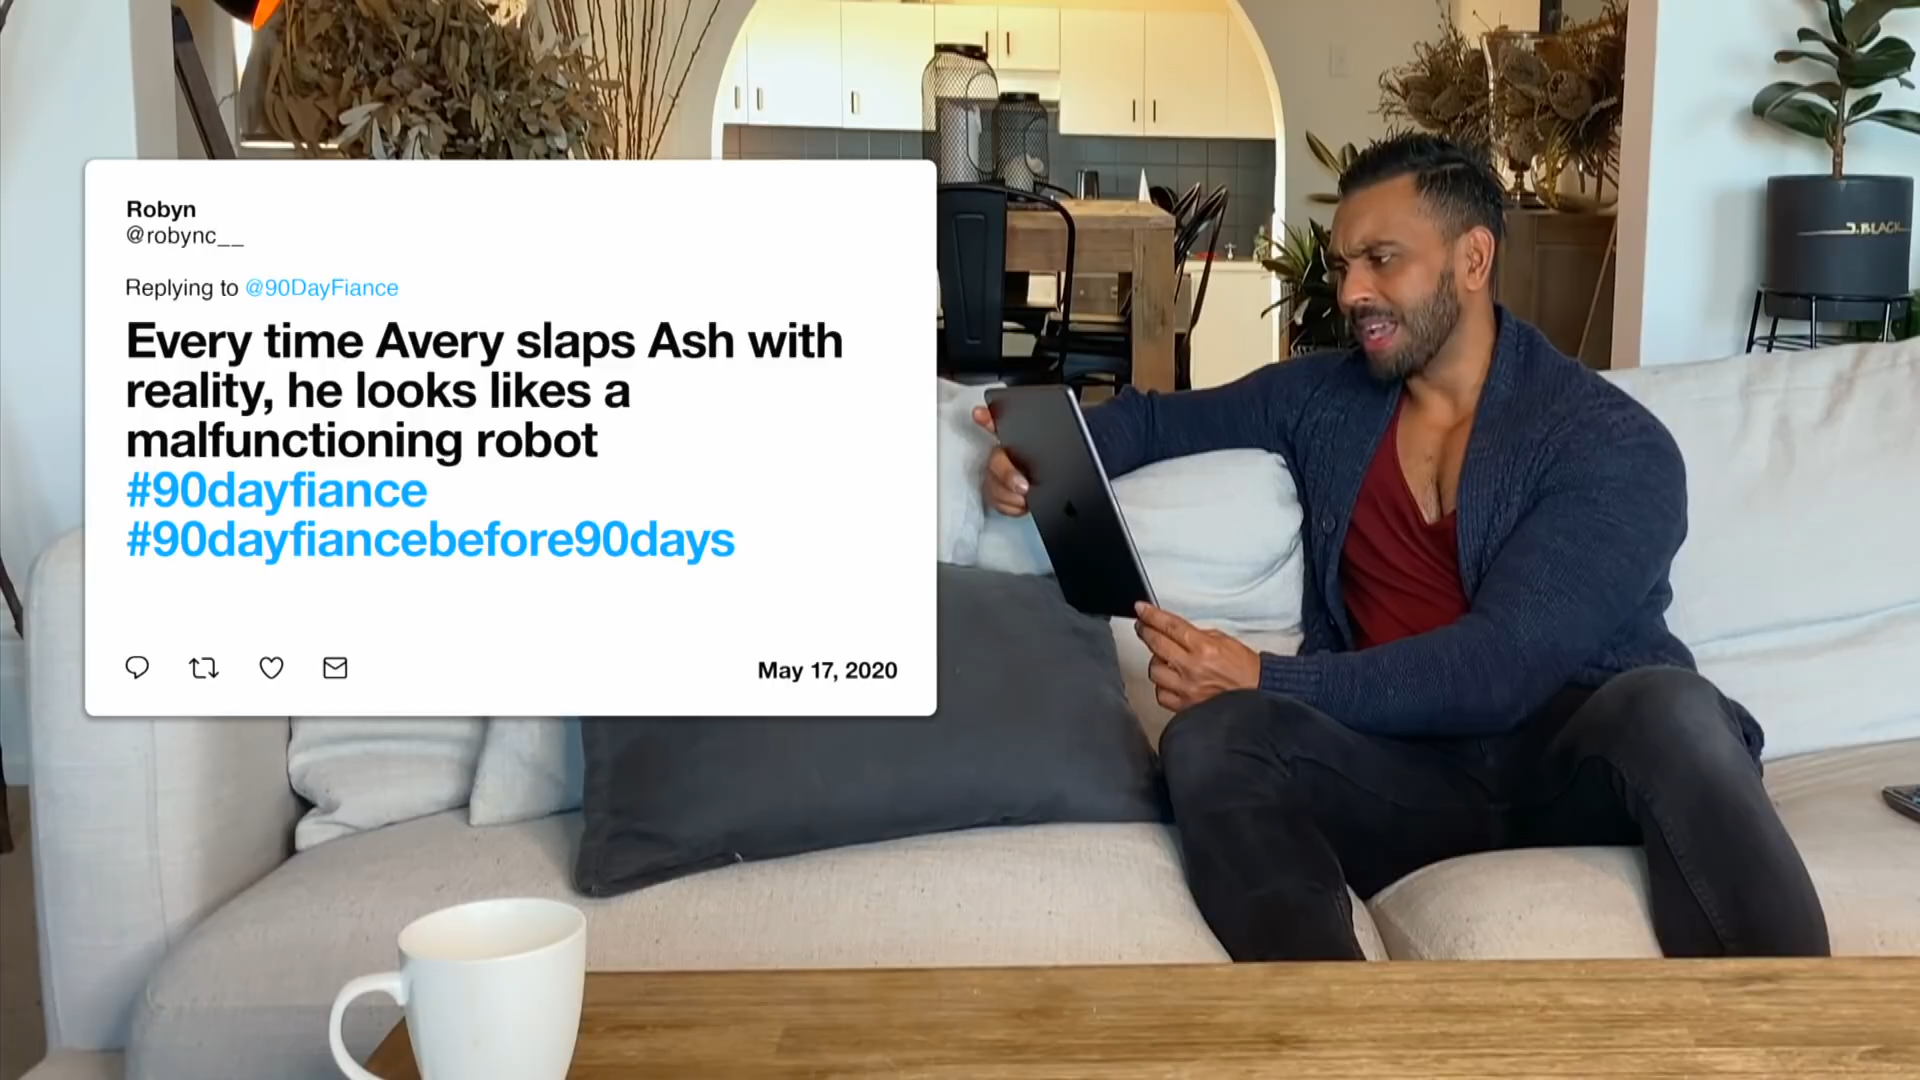 Robyn
@robync__
Replying to @90DayFiance
Every time Avery slaps Ash with
reality, he looks likes a
malfunctioning robot
#90dayfiance
#90dayfiancebefore90days
May 17, 2020
J.BLACK